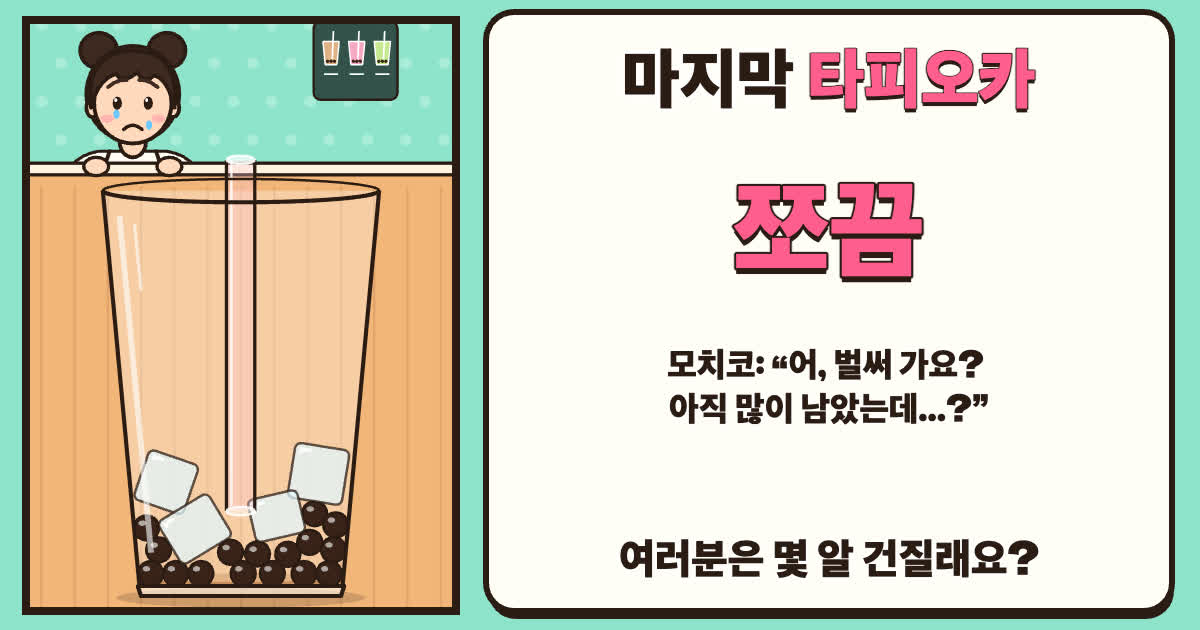 마지막 타피오카
쪼끔
모치코: “어, 벌써 가요?
아직 많이 남았는데...?”
여러분은 몇 알 건질래요?